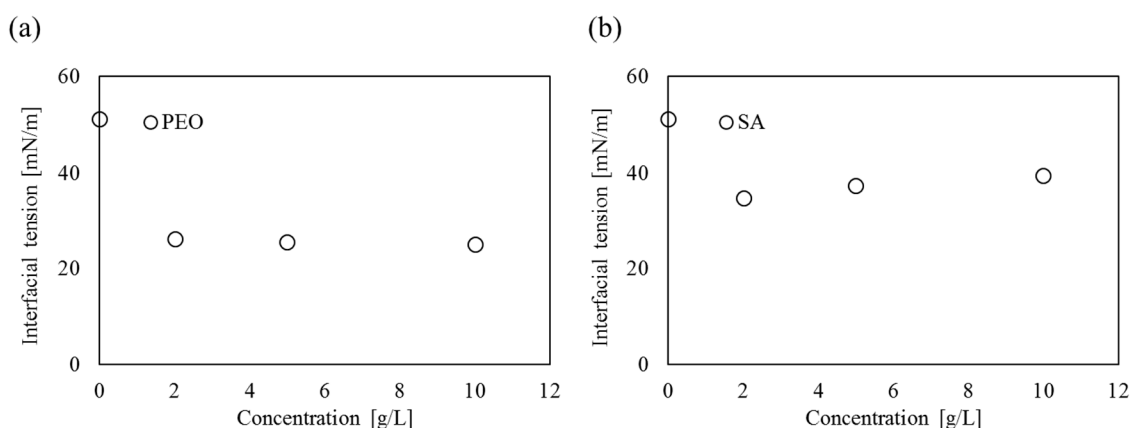 (a)
Interfacial tension [mN/m]
60
40
20
0
PEO
0 2 4 6 8 10 12
Concentration [g/L]
(b)
Interfacial tension [mN/m]
60
40
20
0
SA
0 2 4 6 8 10 12
Concentration [g/L]